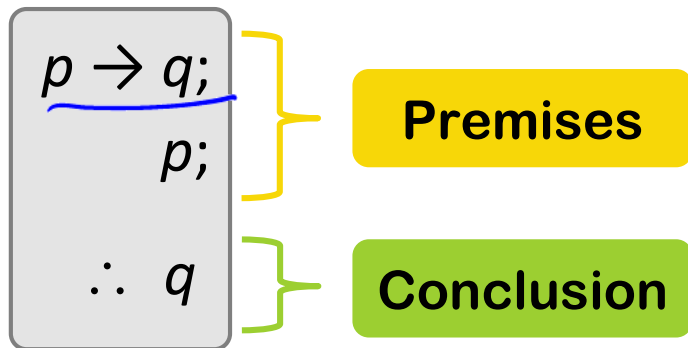 p → q;
p;
Premises
∴ q
Conclusion